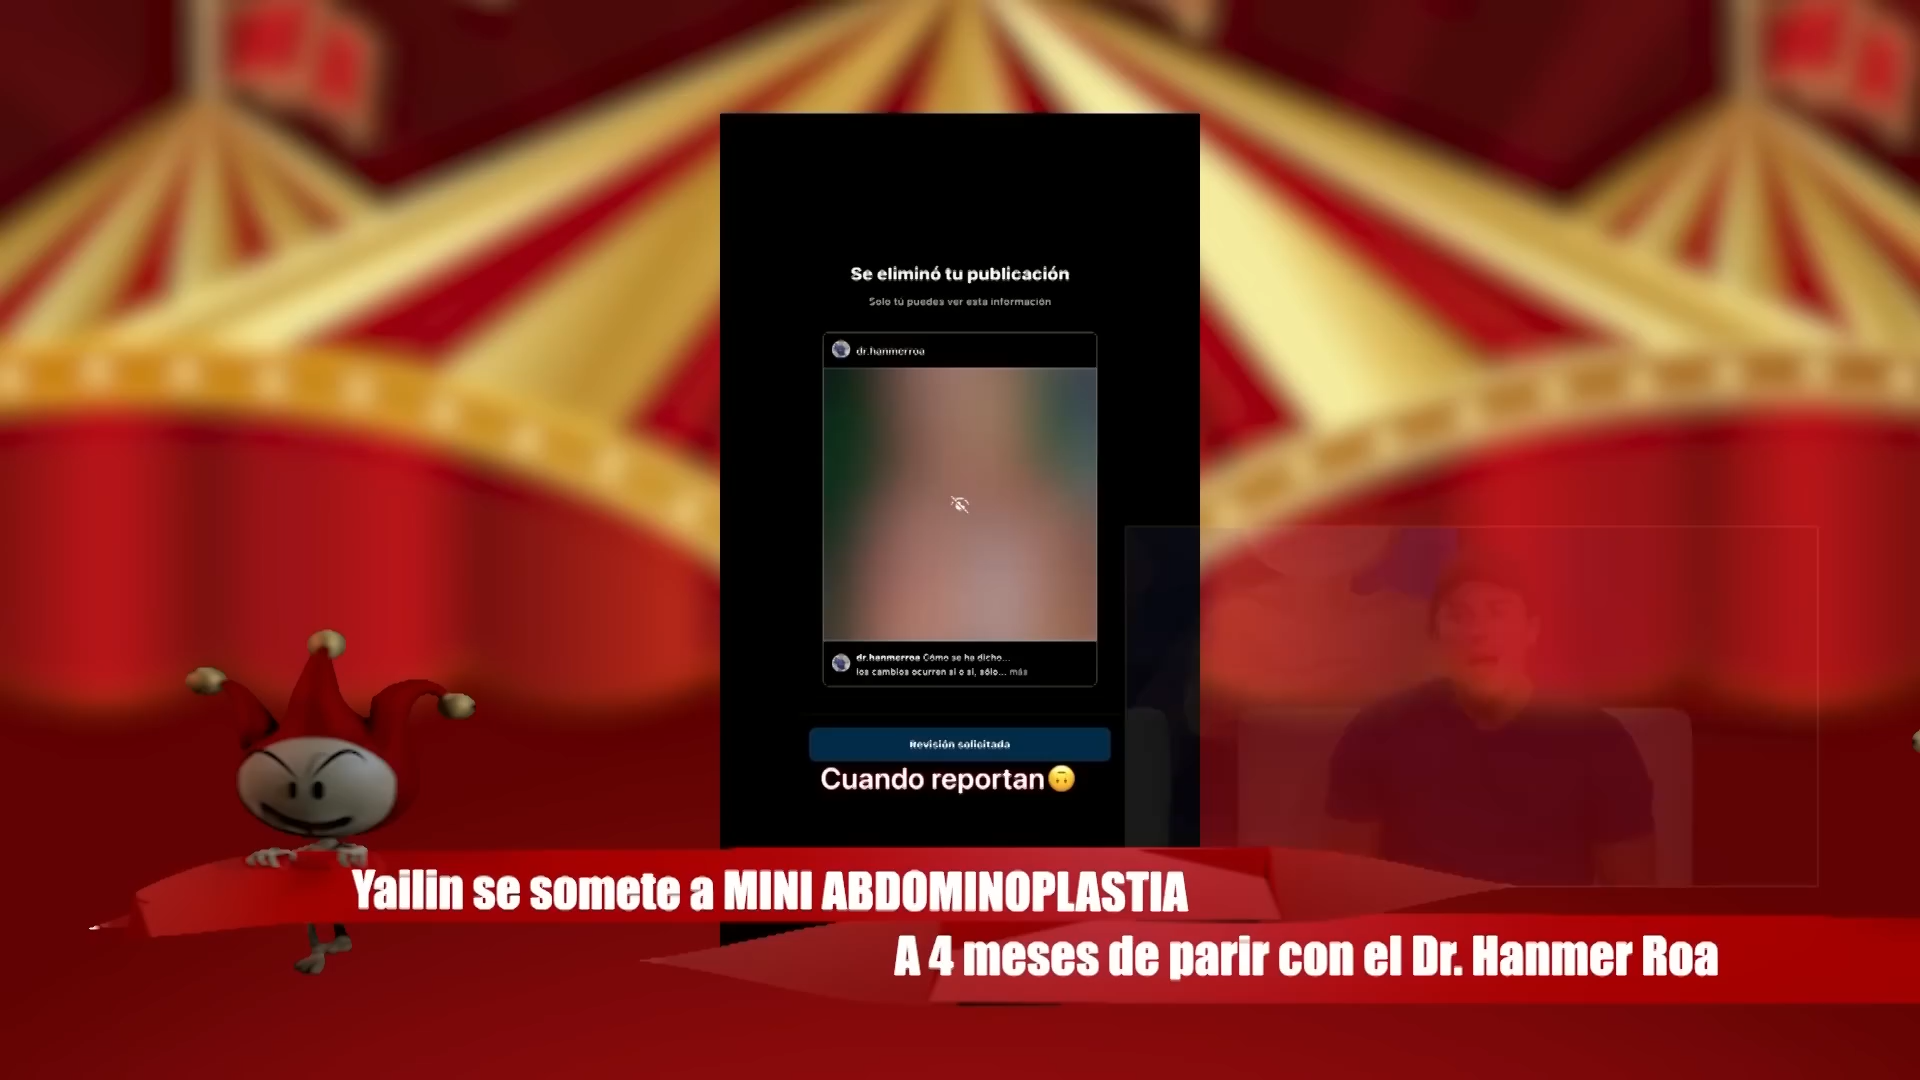 Se eliminó tu publicación
Solo tú puedes ver esta información
dr.hanmerroa
dr.hanmerroa Cómo se ha dicho...
los cambios ocurren si o si, sólo... más
Revisión solicitada
Cuando reportan🙃
Yailin se somete a MINI ABDOMINOPLASTIA
A 4 meses de parir con el Dr. Hanmer Roa